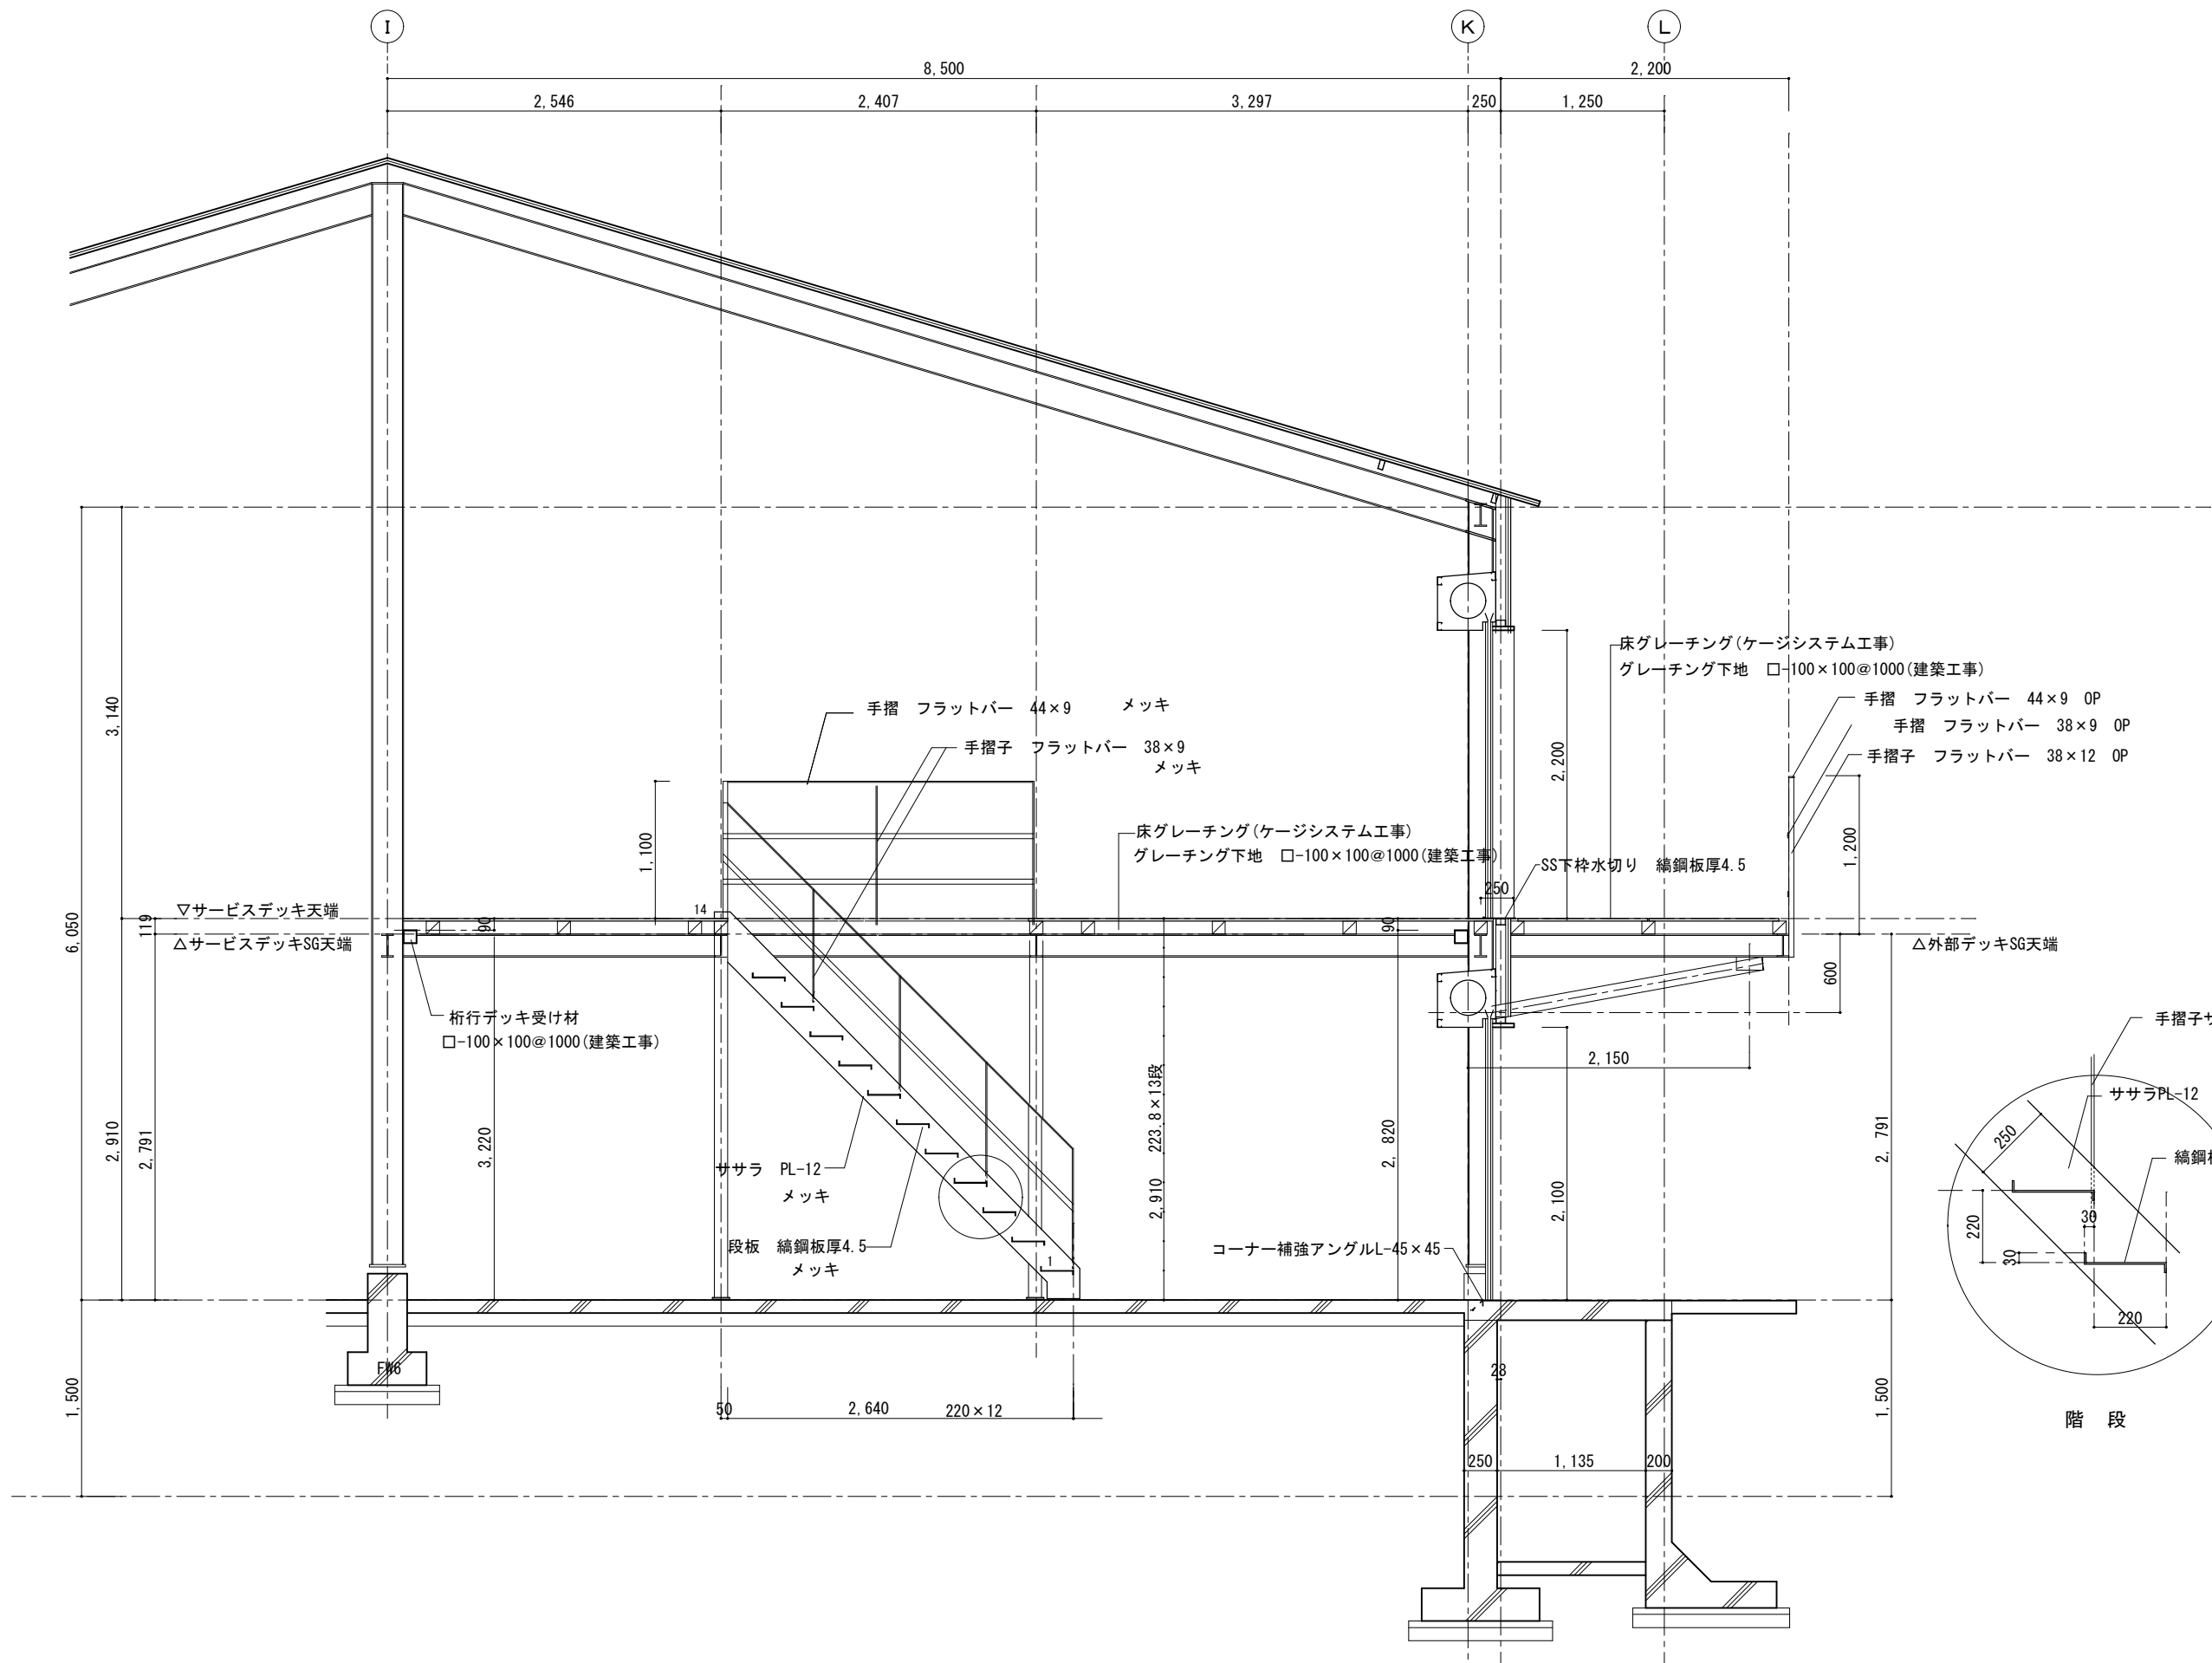 I
K
L
8,500
2,200
2,546
2,407
3,297
250
1,250
床グレーチング(ケージシステム工事)
グレーチング下地　□-100×100@1000(建築工事)
手摺　フラットバー　44×9　OP
手摺　フラットバー　38×9　OP
手摺子　フラットバー　38×12　OP
手摺　フラットバー　44×9　　　メッキ
手摺子　フラットバー　38×9
メッキ
3,140
2,200
1,100
1,200
床グレーチング(ケージシステム工事)
グレーチング下地　□-100×100@1000(建築工事)
SS下枠水切り　縞鋼板厚4.5
250
14
▽サービスデッキ天端
119
90
90
△サービスデッキSG天端
△外部デッキSG天端
6,050
600
桁行デッキ受け材
□-100×100@1000(建築工事)
2,150
手摺子サ
ササラPL-12
250
縞鋼板
220
30
30
220
階　段
2,910
2,791
3,220
2,910　223.8×13段
2,820
2,100
2,791
ササラ　PL-12
メッキ
段板　縞鋼板厚4.5
メッキ
1
コーナー補強アングルL-45×45
FW6
28
1,500
1,500
50
2,640
220×12
250
1,135
200